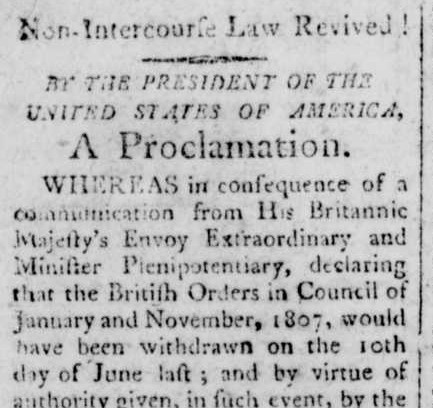 Non-Intercourſe Law Revived!
BY THE PRESIDENT OF THE
UNITED STATES OF AMERICA,
A Proclamation.
WHEREAS in conſequence of a
communication from His Britannic
Majeſty's Envoy Extraordinary and
Miniſter Plenipotentiary, declaring
that the Britiſh Orders in Council of
January and November, 1807, would
have been withdrawn on the 10th
day of June laſt ; and by virtue of
authority given, in ſuch event, by the